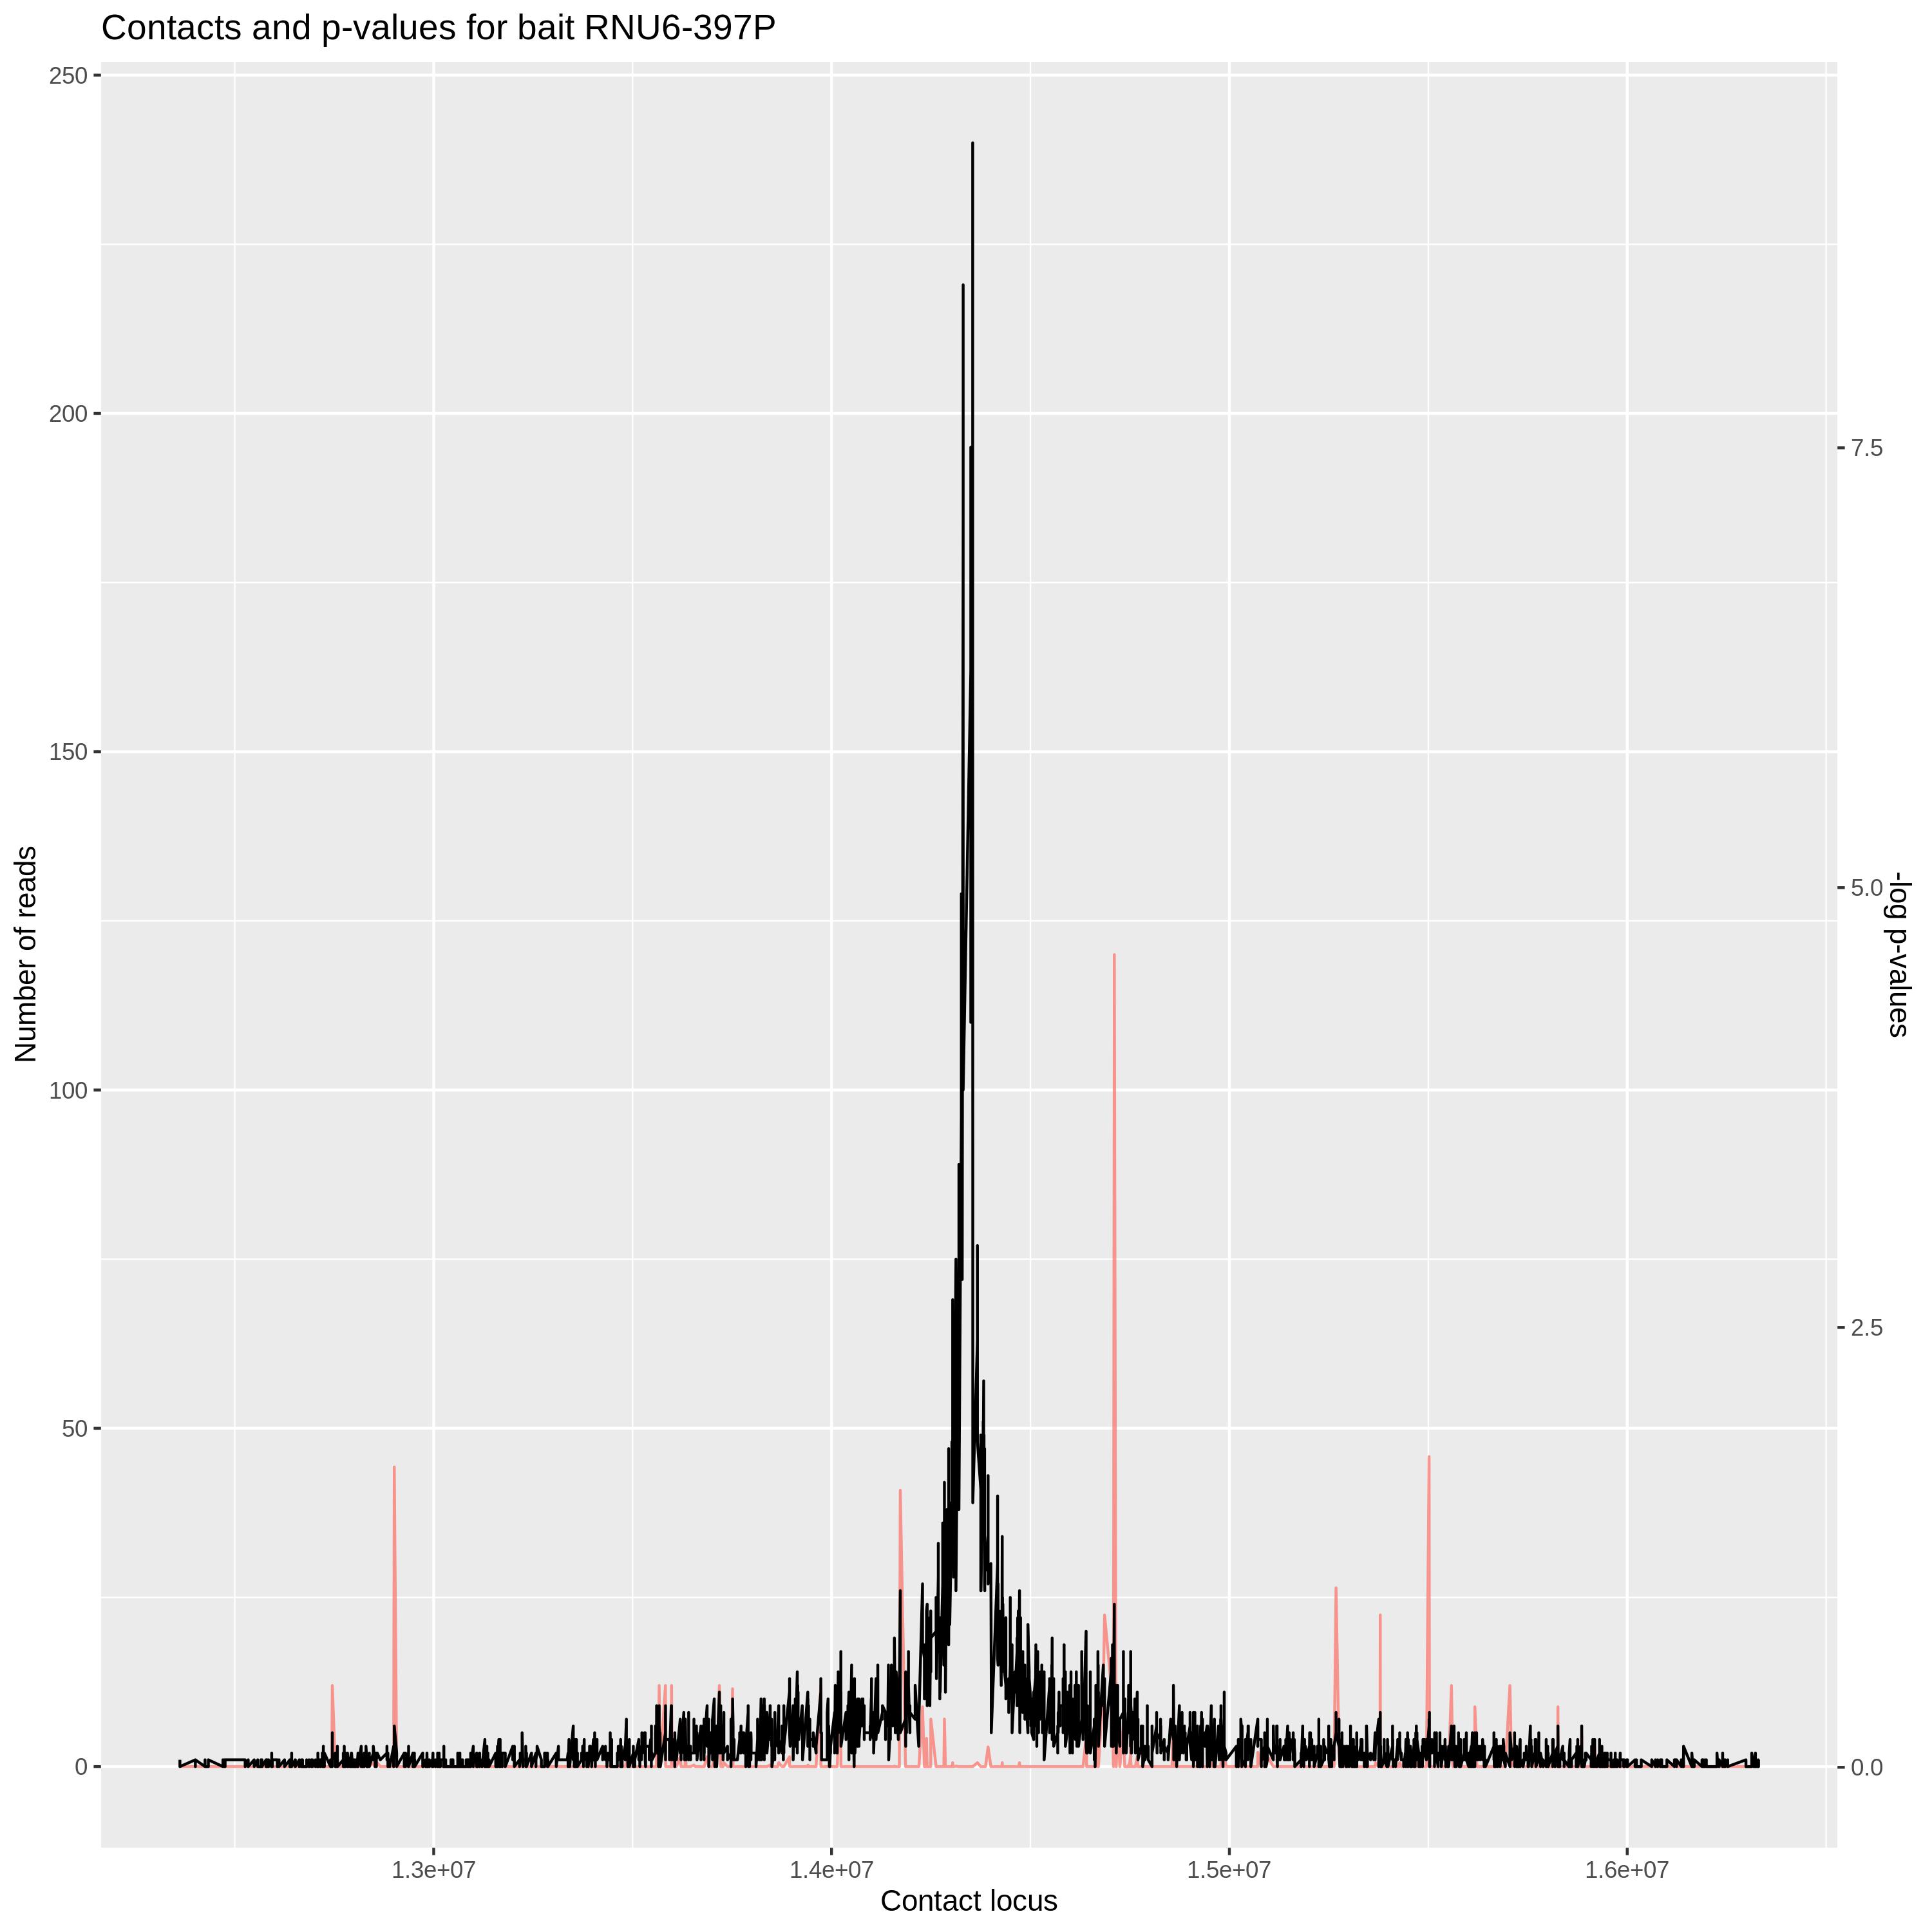 Contacts and p-values for bait RNU6-397P
250
200
150
100
50
0
Number of reads
7.5
5.0
2.5
0.0
-log p-values
1.3e+07
1.4e+07
1.5e+07
1.6e+07
Contact locus